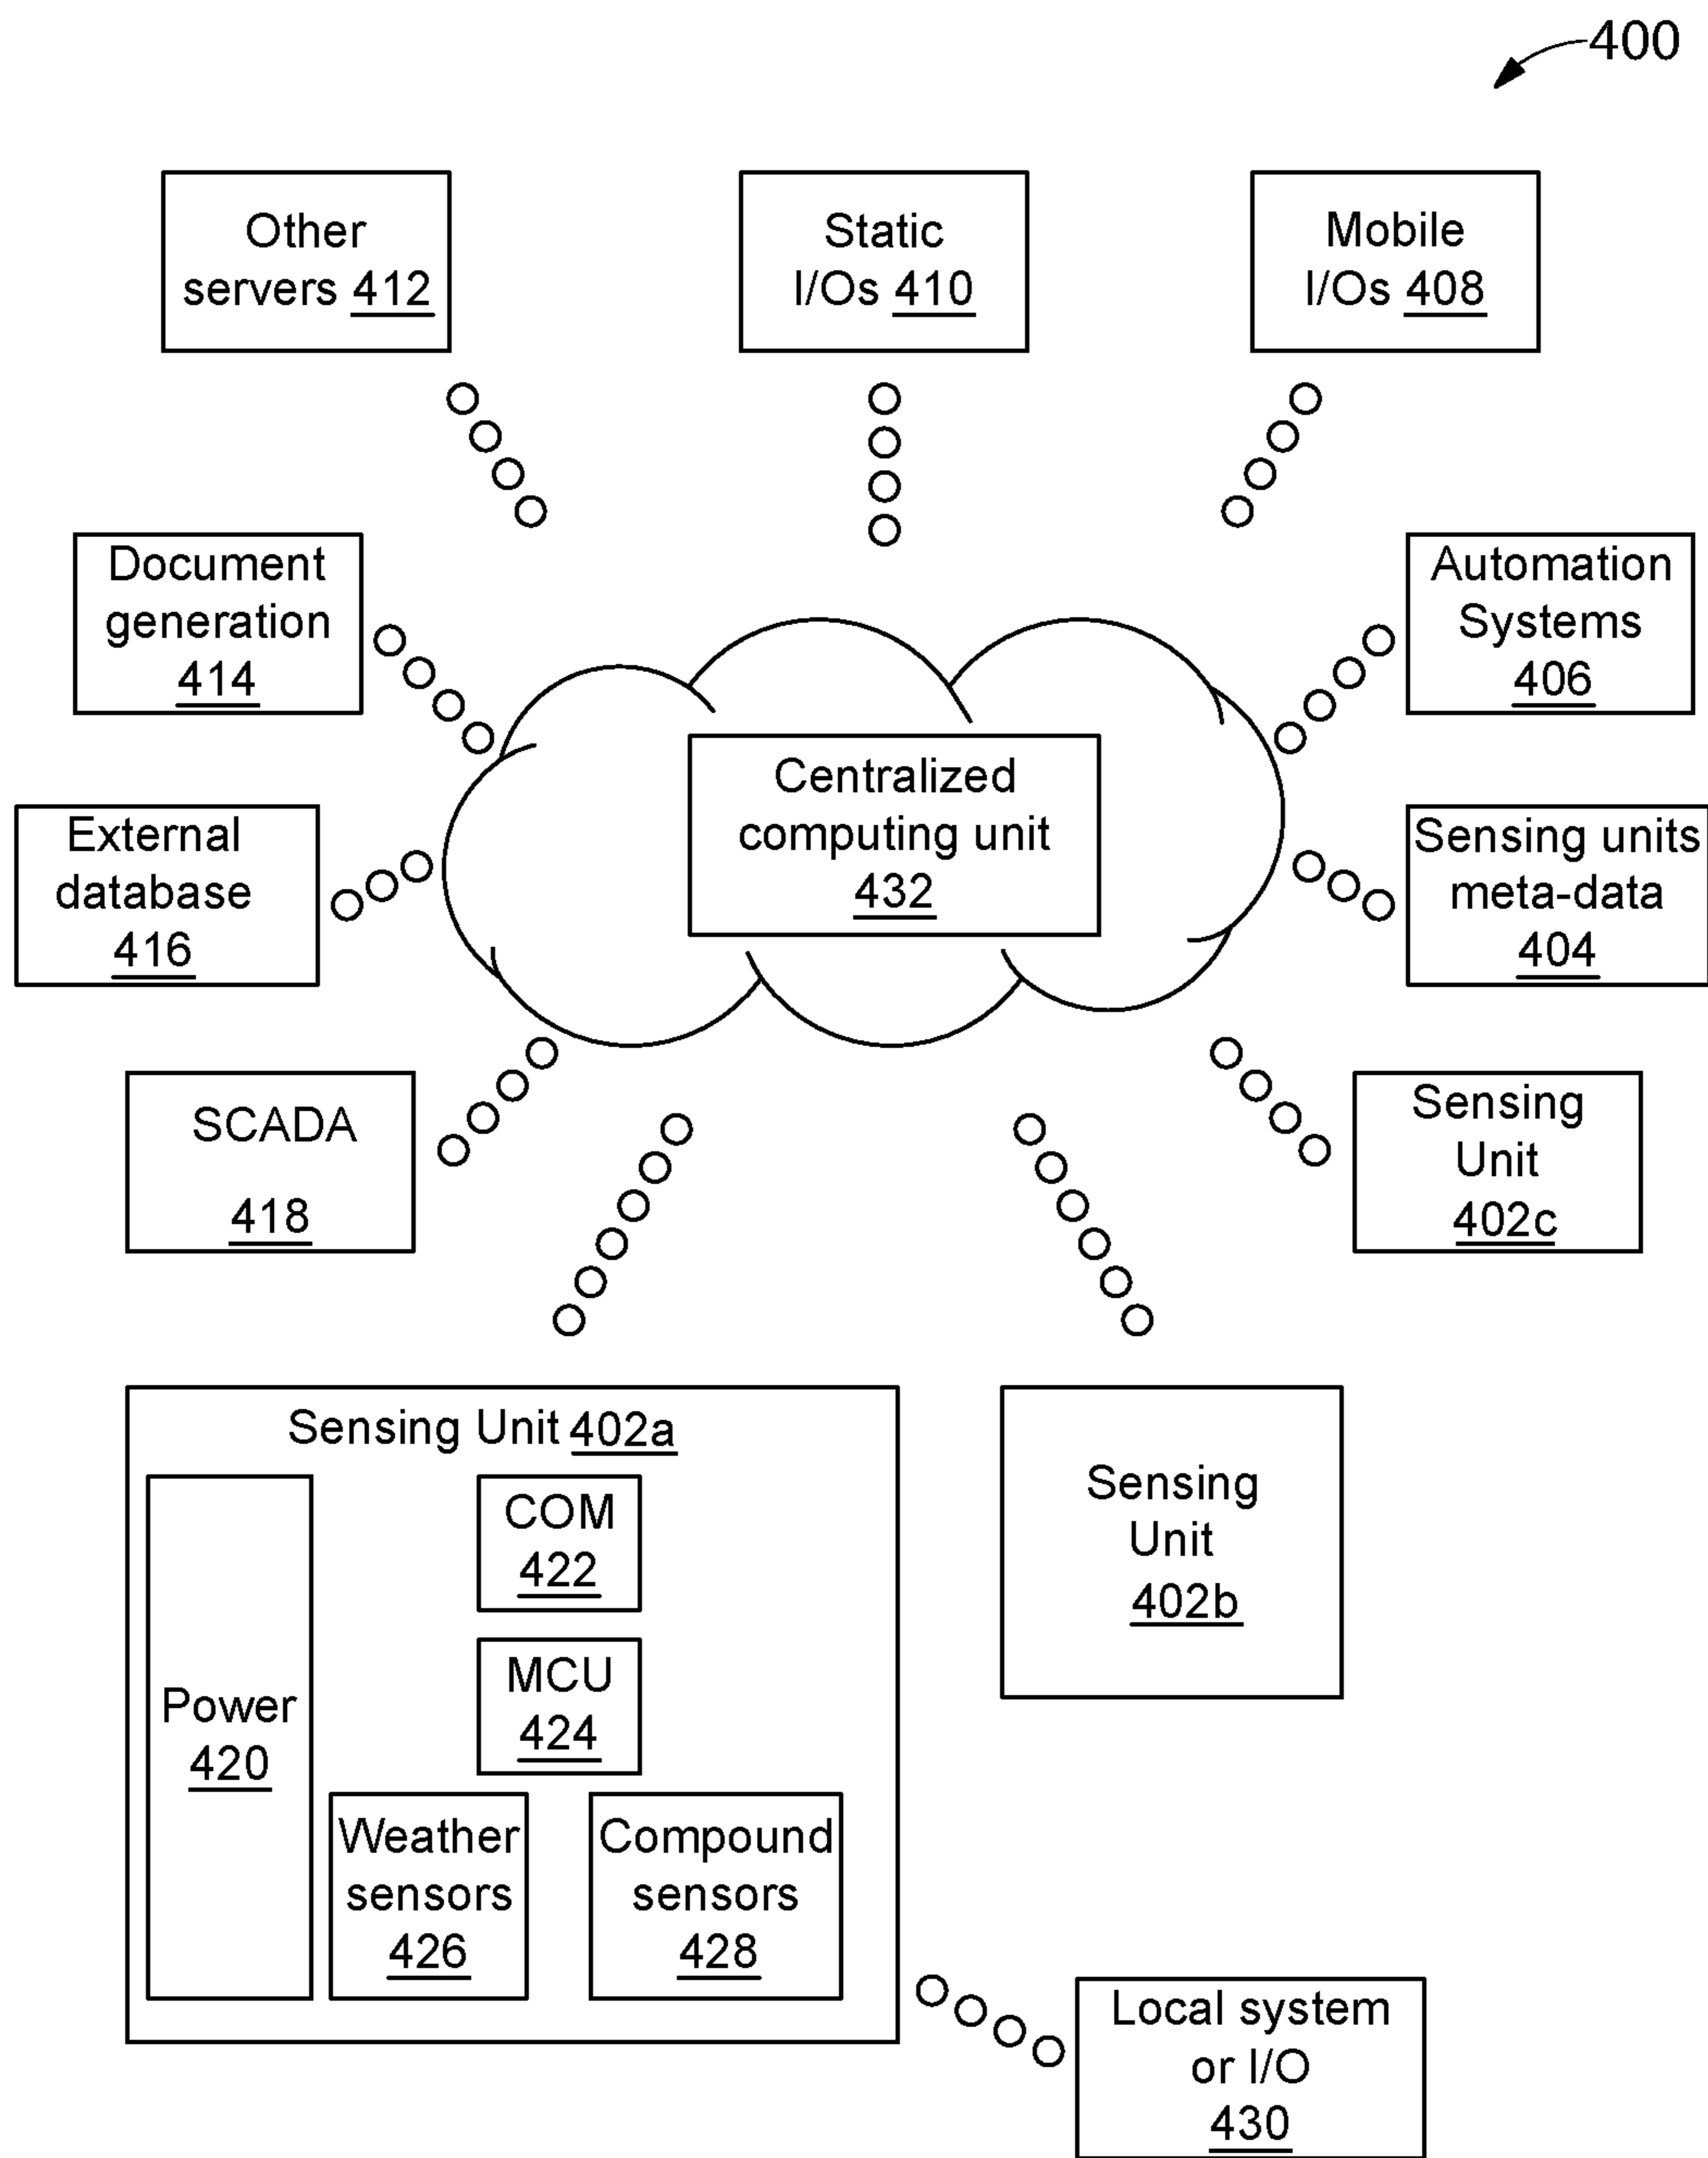 400
Other
servers 412
Static
I/Os 410
Mobile
I/Os 408
Document
generation
414
Automation
Systems
406
Centralized
computing unit
432
External
database
416
Sensing units
meta-data
404
SCADA
418
Sensing
Unit
402c
Sensing Unit 402a
COM
422
MCU
424
Power
420
Weather
sensors
426
Compound
sensors
428
Sensing
Unit
402b
Local system
or I/O
430